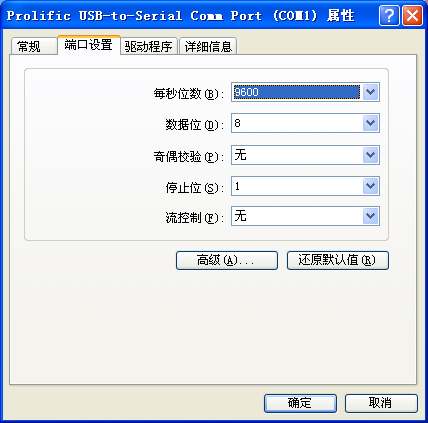 Prolific USB-to-Serial Comm Port (COM1) 属性
常规 端口设置 驱动程序 详细信息
每秒位数(B): 9600
数据位(D): 8
奇偶校验(P): 无
停止位(S): 1
流控制(F): 无
高级(A)... 还原默认值(R)
确定 取消